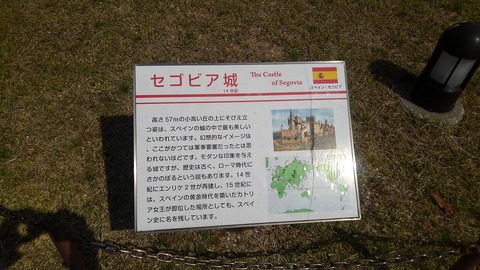 セゴビア城
14世紀
The Castle
of Segovia
スペイン・セゴビア
高さ57mの小高い丘の上にそびえ立
つ姿は、スペインの城の中で最も美しい
といわれています。幻想的なイメージは
、ここがかつては軍事要塞だったとは思
われないほどです。モダンな印象を与え
る城ですが、歴史は古く、ローマ時代に
さかのぼるという説もあります。14世
紀にエンリケ2世が再建し、15世紀に
は、スペインの黄金時代を築いたカトリ
ア女王が即位した場所としても、スペイ
ン史に名を残しています。